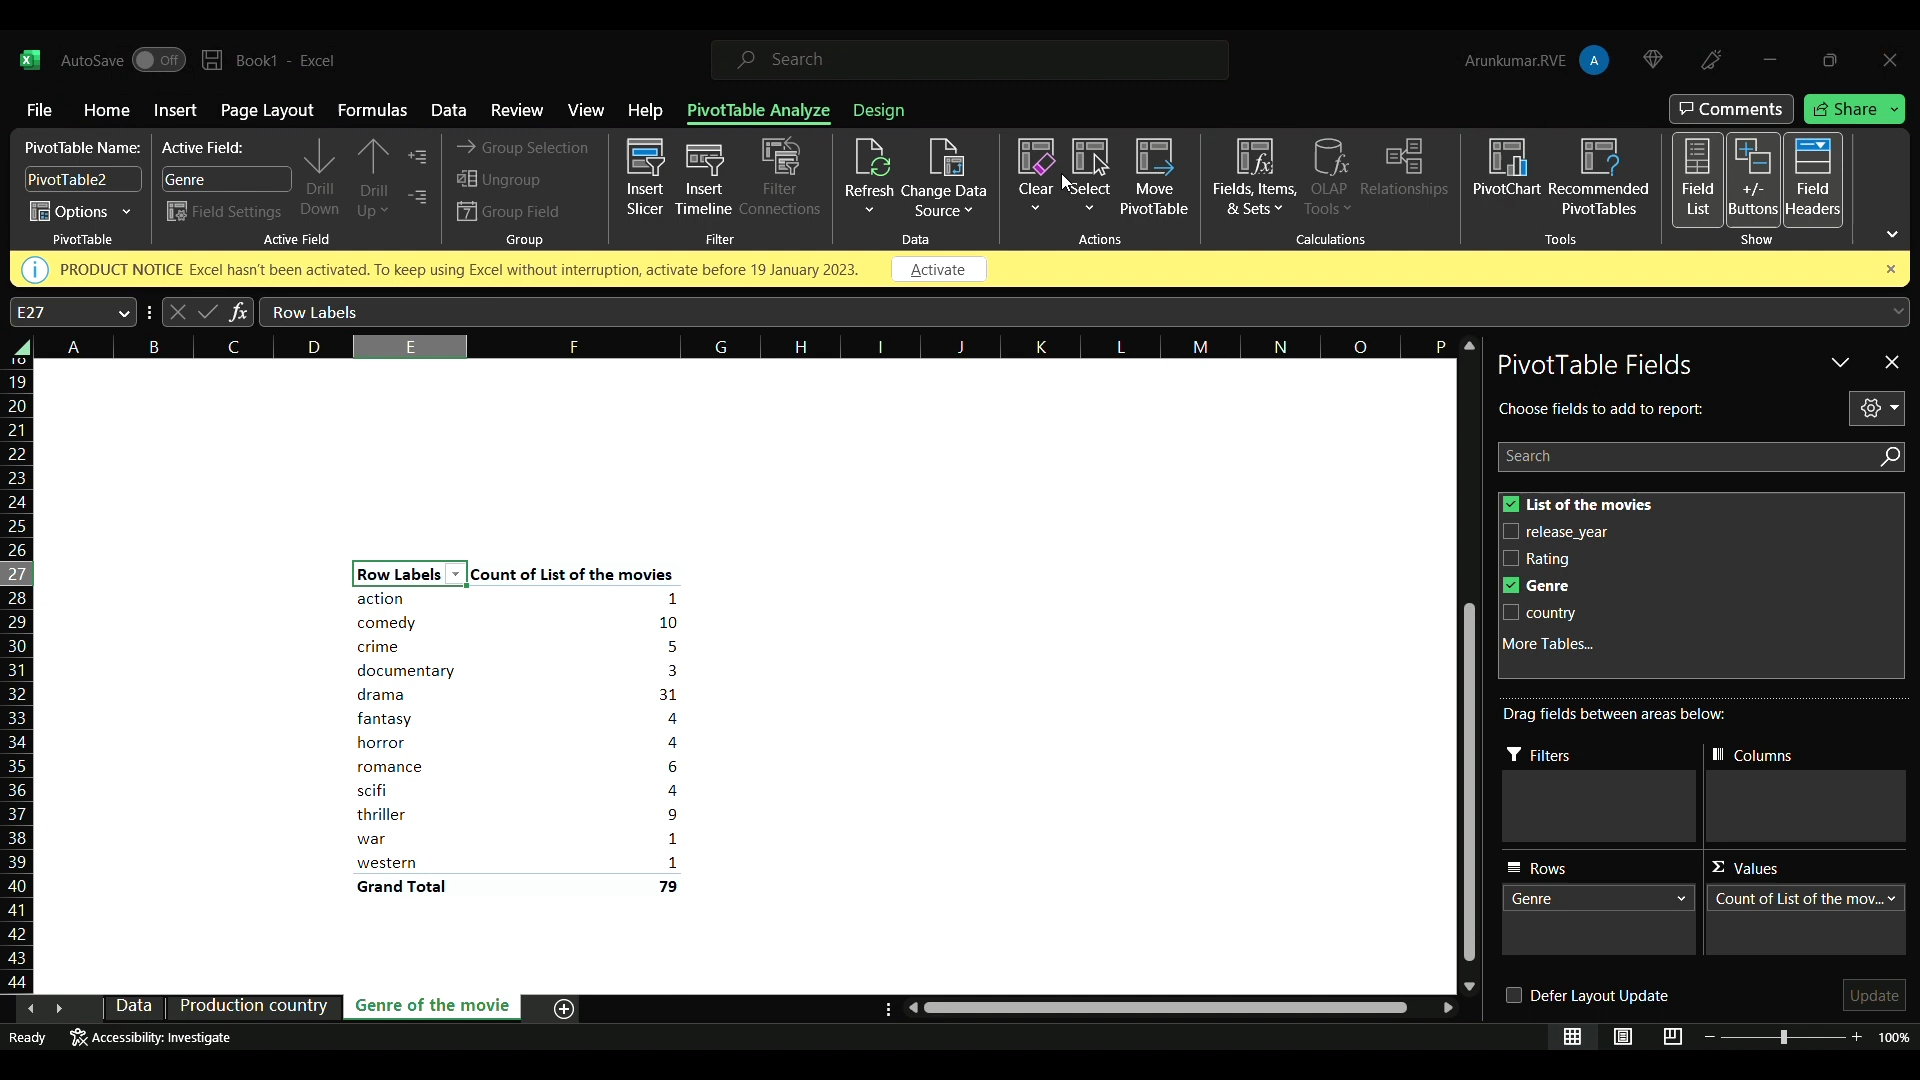 AutoSave Off Book1 - Excel Search Arunkumar.RVE A
File Home Insert Page Layout Formulas Data Review View Help PivotTable Analyze Design Comments Share
PivotTable Name:
PivotTable2
Options
PivotTable
Active Field:
Genre
Field Settings
Drill
Down
Drill
Up
Active Field
Group Selection
Ungroup
Group Field
Group
Insert
Slicer
Insert
Timeline
Filter
Connections
Filter
Refresh
Change Data
Source
Data
Clear
Select
Move
PivotTable
Actions
Fields, Items,
& Sets
OLAP
Tools
Relationships
Calculations
PivotChart
Recommended
PivotTables
Tools
Field
List
+/-
Buttons
Field
Headers
Show
PRODUCT NOTICE Excel hasn't been activated. To keep using Excel without interruption, activate before 19 January 2023. Activate
E27 fx Row Labels
A B C D E F G H I J K L M N O P
18
19
20
21
22
23
24
25
26
27 Row Labels Count of List of the movies
28 action 1
29 comedy 10
30 crime 5
31 documentary 3
32 drama 31
33 fantasy 4
34 horror 4
35 romance 6
36 scifi 4
37 thriller 9
38 war 1
39 western 1
40 Grand Total 79
41
42
43
44
PivotTable Fields
Choose fields to add to report:
Search
List of the movies
release_year
Rating
Genre
country
More Tables...
Drag fields between areas below:
Filters
Columns
Rows
Genre
Σ Values
Count of List of the mov...
Defer Layout Update Update
Data Production country Genre of the movie
Ready Accessibility: Investigate 100%